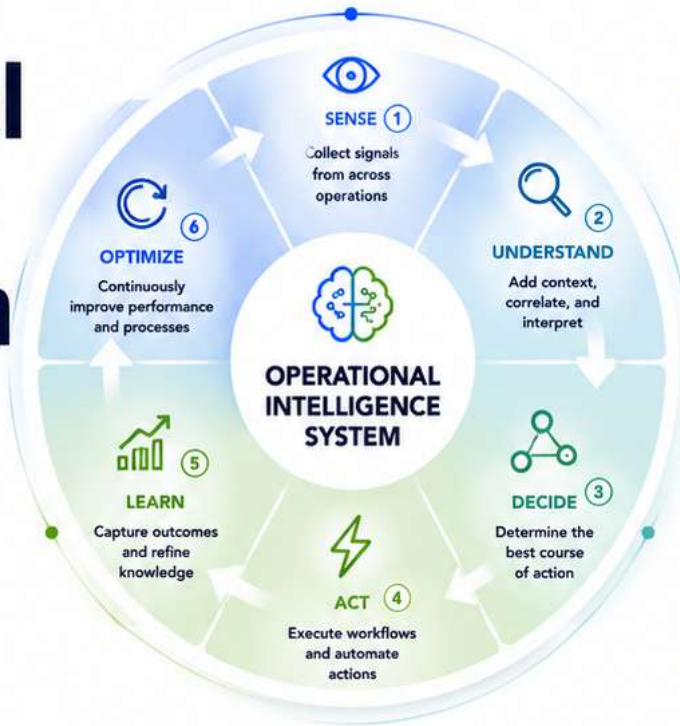 SENSE 1
Collect signals
from across
operations
2
UNDERSTAND
Add context,
correlate, and
interpret
DECIDE 3
Determine the
best course
of action
ACT 4
Execute workflows
and automate
actions
5
LEARN
Capture outcomes
and refine
knowledge
6
OPTIMIZE
Continuously
improve performance
and processes
OPERATIONAL
INTELLIGENCE
SYSTEM